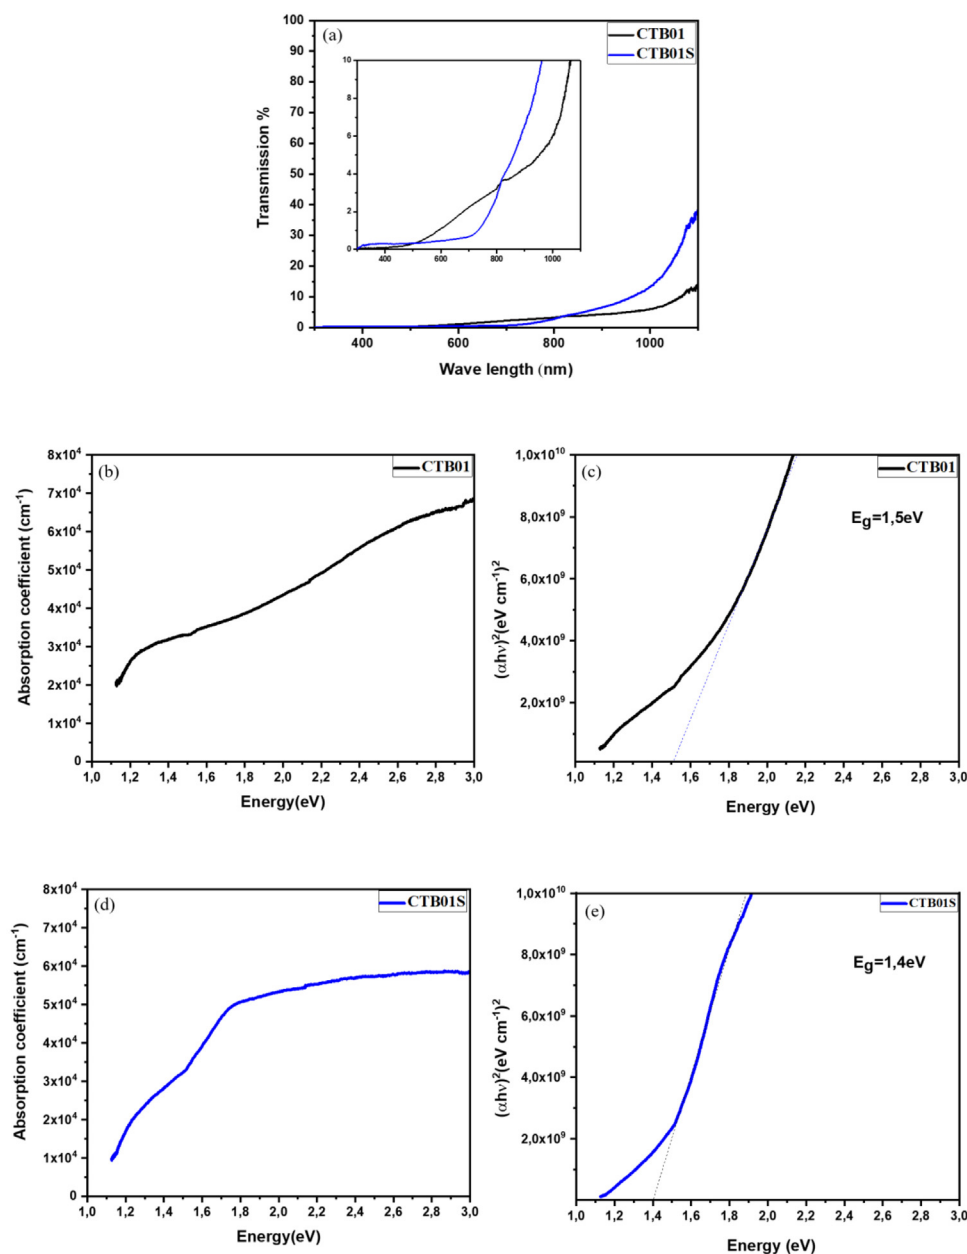 (a)
CTB01
CTB01S
Transmission %
100
90
80
70
60
50
40
30
20
10
0
10
8
6
4
2
0
400 600 800 1000
400 600 800 1000
Wave length (nm)
(b)
CTB01
Absorption coefficient (cm⁻¹)
8x10⁴
7x10⁴
6x10⁴
5x10⁴
4x10⁴
3x10⁴
2x10⁴
1x10⁴
0
1,0 1,2 1,4 1,6 1,8 2,0 2,2 2,4 2,6 2,8 3,0
Energy(eV)
(c)
CTB01
E_g=1,5eV
(αhν)²(eV cm⁻¹)²
1,0x10¹⁰
8,0x10⁹
6,0x10⁹
4,0x10⁹
2,0x10⁹
1,0 1,2 1,4 1,6 1,8 2,0 2,2 2,4 2,6 2,8 3,0
Energy (eV)
(d)
CTB01S
Absorption coefficient (cm⁻¹)
8x10⁴
7x10⁴
6x10⁴
5x10⁴
4x10⁴
3x10⁴
2x10⁴
1x10⁴
0
1,0 1,2 1,4 1,6 1,8 2,0 2,2 2,4 2,6 2,8 3,0
Energy(eV)
(e)
CTB01S
E_g=1,4eV
(αhν)²(eV cm⁻¹)²
1,0x10¹⁰
8,0x10⁹
6,0x10⁹
4,0x10⁹
2,0x10⁹
1,0 1,2 1,4 1,6 1,8 2,0 2,2 2,4 2,6 2,8 3,0
Energy (eV)